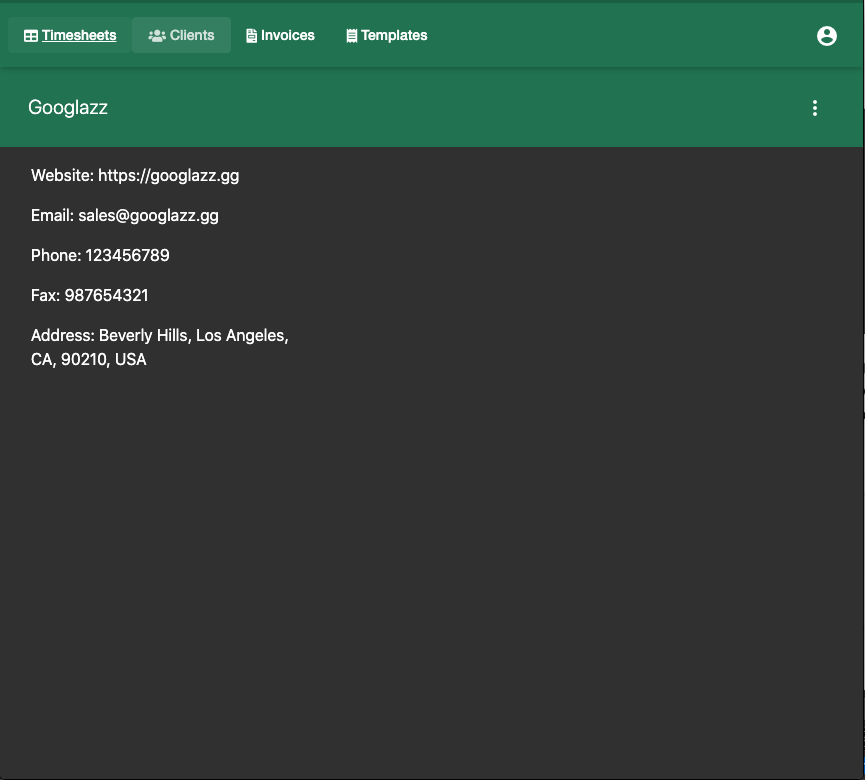 Timesheets Clients Invoices Templates
Googlazz
Website: https://googlazz.gg
Email: sales@googlazz.gg
Phone: 123456789
Fax: 987654321
Address: Beverly Hills, Los Angeles,
CA, 90210, USA